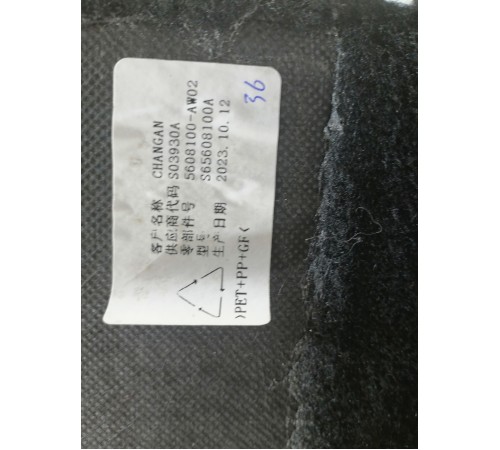 客户名称 CHANGAN
供应商代码 S03930A
零部件号 5608100-AW02
型号 S65608100A
生产日期 2023.10.12
>PET+PP+GF<
36